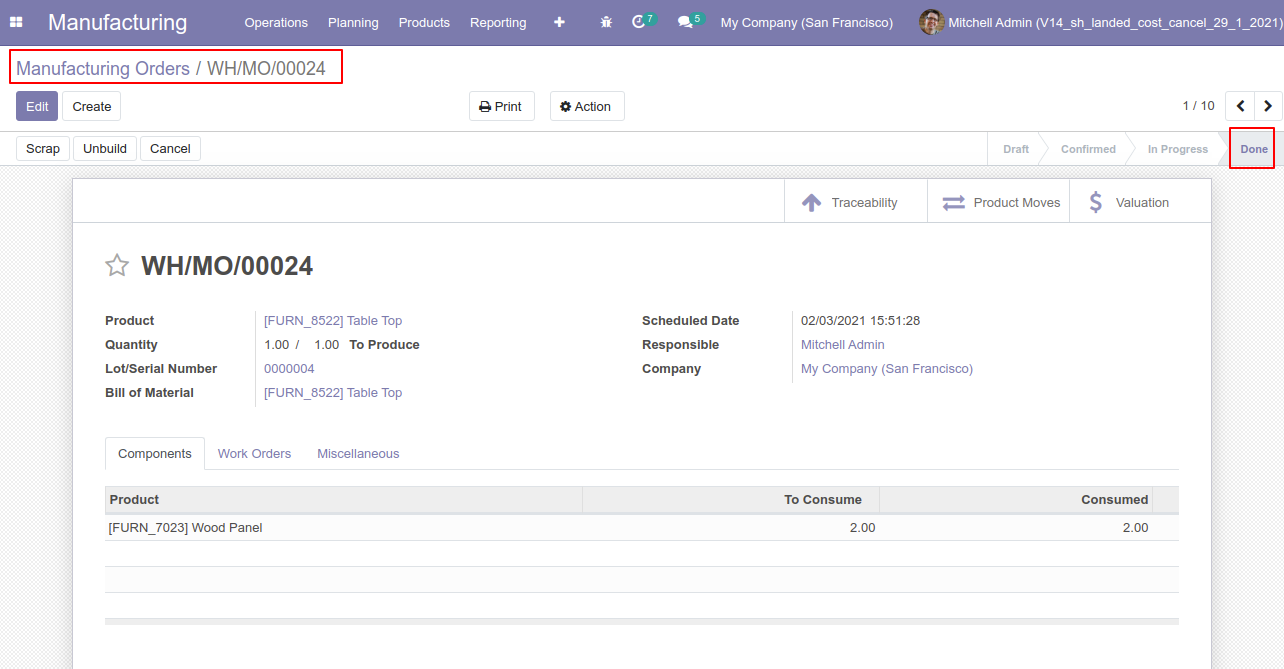 Manufacturing Operations Planning Products Reporting 7 5 My Company (San Francisco) Mitchell Admin (V14_sh_landed_cost_cancel_29_1_2021)
Manufacturing Orders / WH/MO/00024
Edit Create Print Action 1 / 10
Scrap Unbuild Cancel Draft Confirmed In Progress Done
Traceability Product Moves Valuation
WH/MO/00024
Product [FURN_8522] Table Top Scheduled Date 02/03/2021 15:51:28
Quantity 1.00 / 1.00 To Produce Responsible Mitchell Admin
Lot/Serial Number 0000004 Company My Company (San Francisco)
Bill of Material [FURN_8522] Table Top
Components Work Orders Miscellaneous
Product To Consume Consumed
[FURN_7023] Wood Panel 2.00 2.00